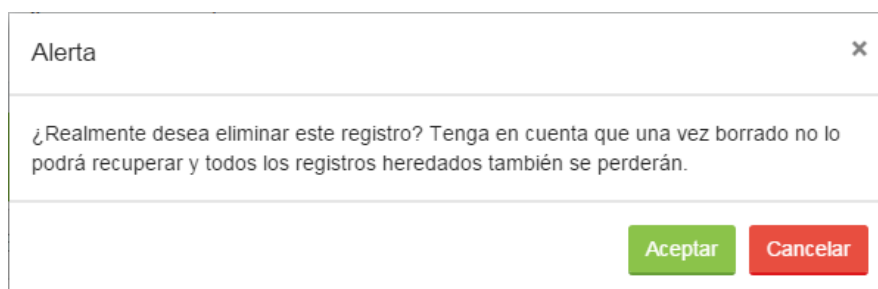 Alerta
¿Realmente desea eliminar este registro? Tenga en cuenta que una vez borrado no lo
podrá recuperar y todos los registros heredados también se perderán.
Aceptar Cancelar